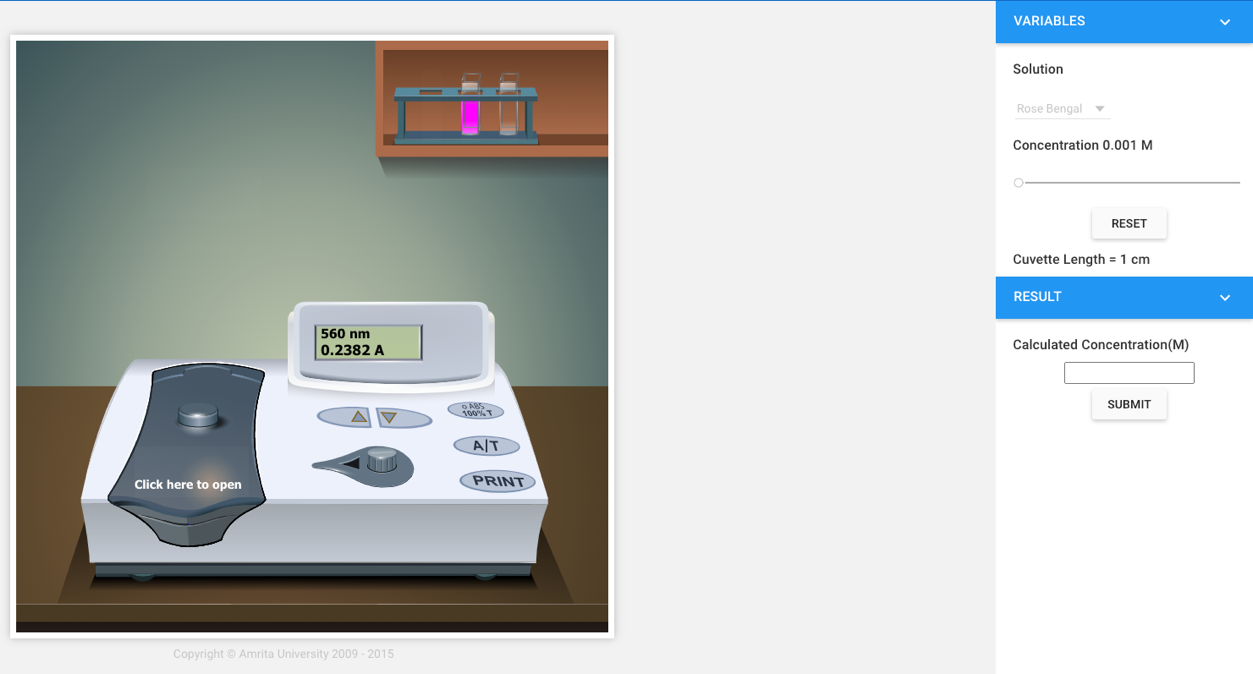 VARIABLES
Solution
Rose Bengal
Concentration 0.001 M
RESET
Cuvette Length = 1 cm
RESULT
Calculated Concentration(M)
SUBMIT
560 nm
0.2382 A
o ABS
100% T
A|T
PRINT
Click here to open
Copyright © Amrita University 2009 - 2015